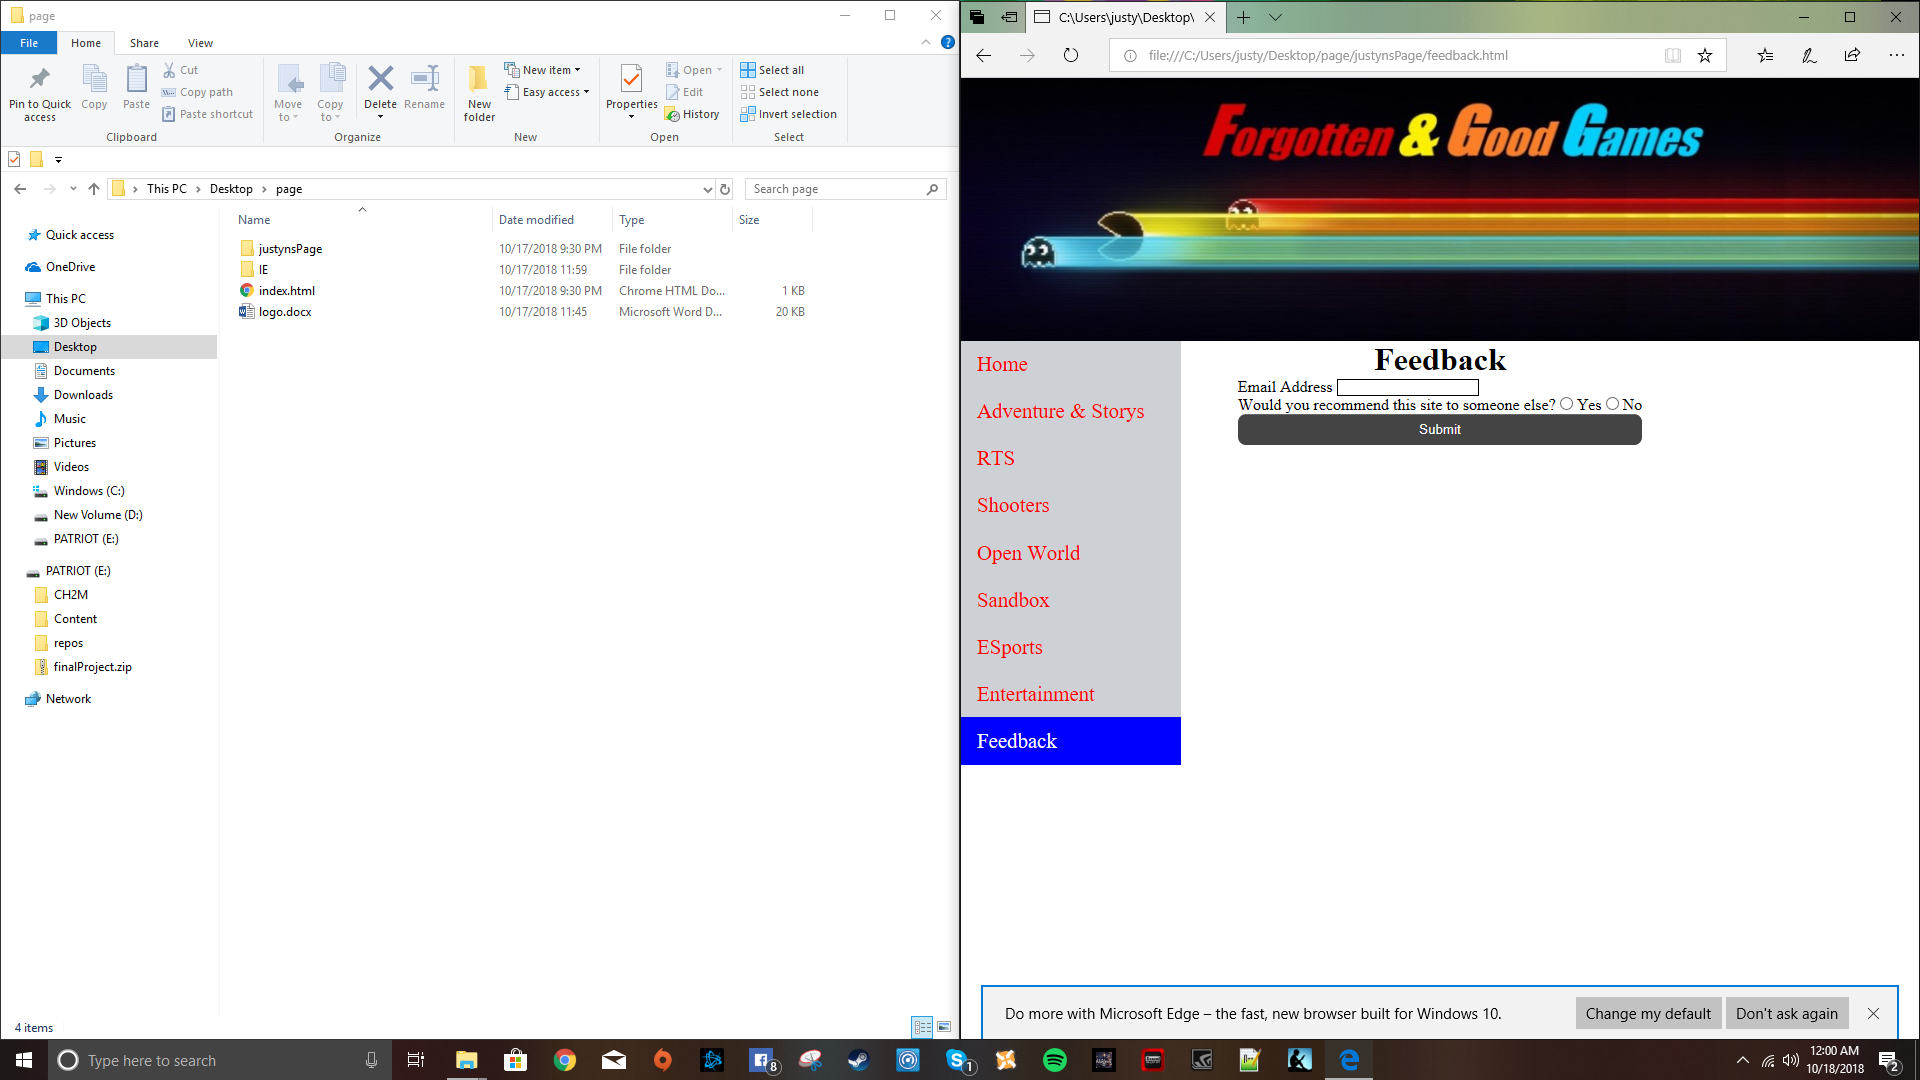 page
File Home Share View
Pin to Quick access
Copy
Paste
Cut
Copy path
Paste shortcut
Clipboard
Move to
Copy to
Delete
Rename
Organize
New folder
New item
Easy access
New
Properties
Open
Edit
History
Open
Select all
Select none
Invert selection
Select
This PC Desktop page
Search page
Quick access
OneDrive
This PC
3D Objects
Desktop
Documents
Downloads
Music
Pictures
Videos
Windows (C:)
New Volume (D:)
PATRIOT (E:)
PATRIOT (E:)
CH2M
Content
repos
finalProject.zip
Network
Name Date modified Type Size
justynsPage 10/17/2018 9:30 PM File folder
IE 10/17/2018 11:59 File folder
index.html 10/17/2018 9:30 PM Chrome HTML Do... 1 KB
logo.docx 10/17/2018 11:45 Microsoft Word D... 20 KB
4 items
C:\Users\justy\Desktop\
file:///C:/Users/justy/Desktop/page/justynsPage/feedback.html
Forgotten & Good Games
Home
Adventure & Storys
RTS
Shooters
Open World
Sandbox
ESports
Entertainment
Feedback
Feedback
Email Address
Would you recommend this site to someone else? Yes No
Submit
Do more with Microsoft Edge – the fast, new browser built for Windows 10.
Change my default
Don't ask again
Type here to search
8
1
12:00 AM
10/18/2018
2